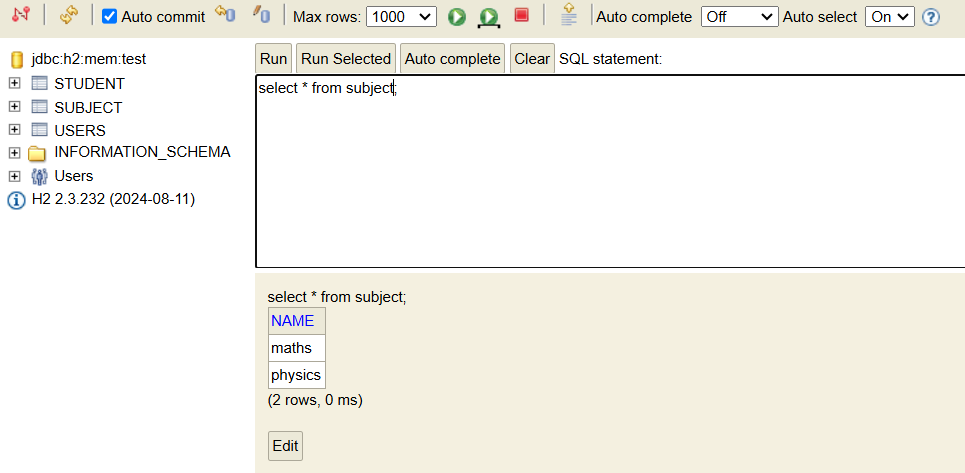 Auto commit Max rows: 1000 Auto complete Off Auto select On ?
jdbc:h2:mem:test
STUDENT
SUBJECT
USERS
INFORMATION_SCHEMA
Users
H2 2.3.232 (2024-08-11)
Run Run Selected Auto complete Clear SQL statement:
select * from subject;
select * from subject;
NAME
maths
physics
(2 rows, 0 ms)
Edit